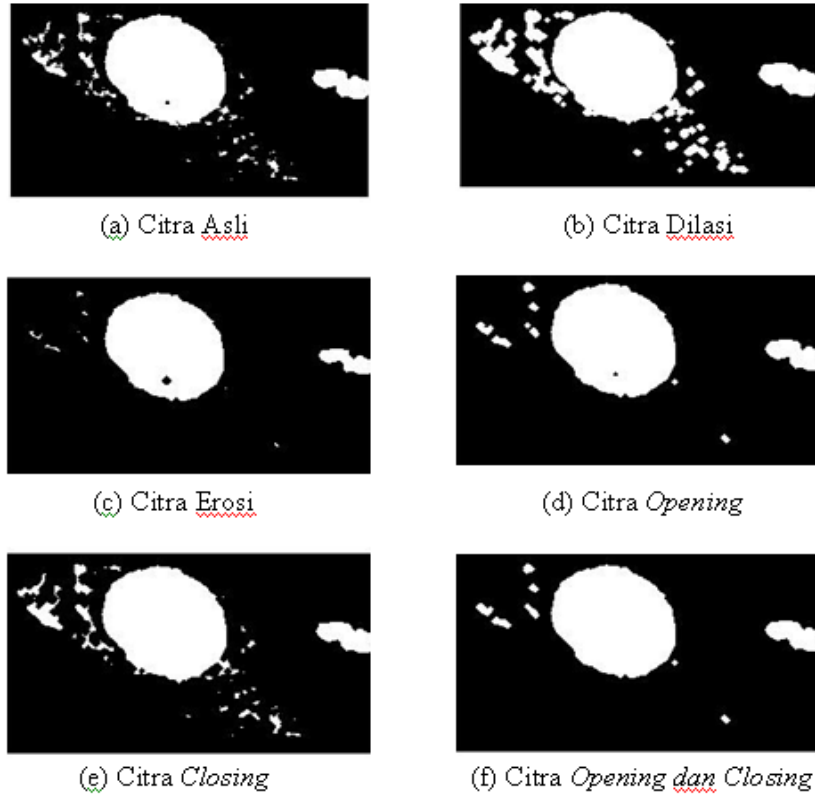 (a) Citra Asli
(b) Citra Dilasi
(c) Citra Erosi
(d) Citra Opening
(e) Citra Closing
(f) Citra Opening dan Closing